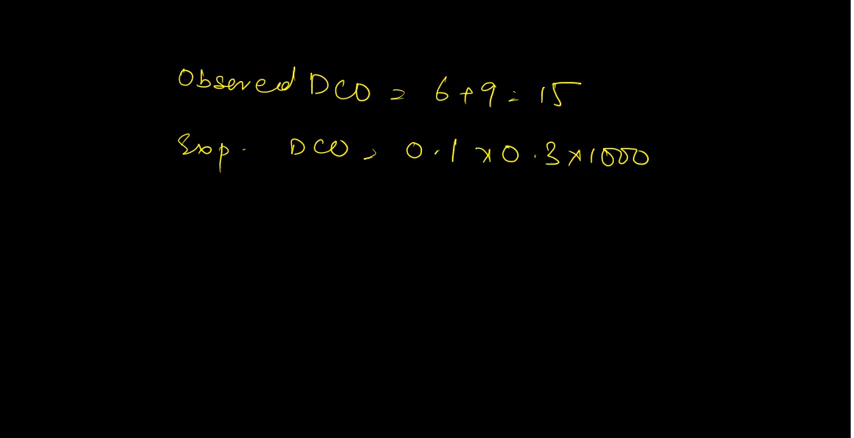 Observed DCO = 6+9 = 15
Exp. DCO = 0.1 × 0.3 × 1000